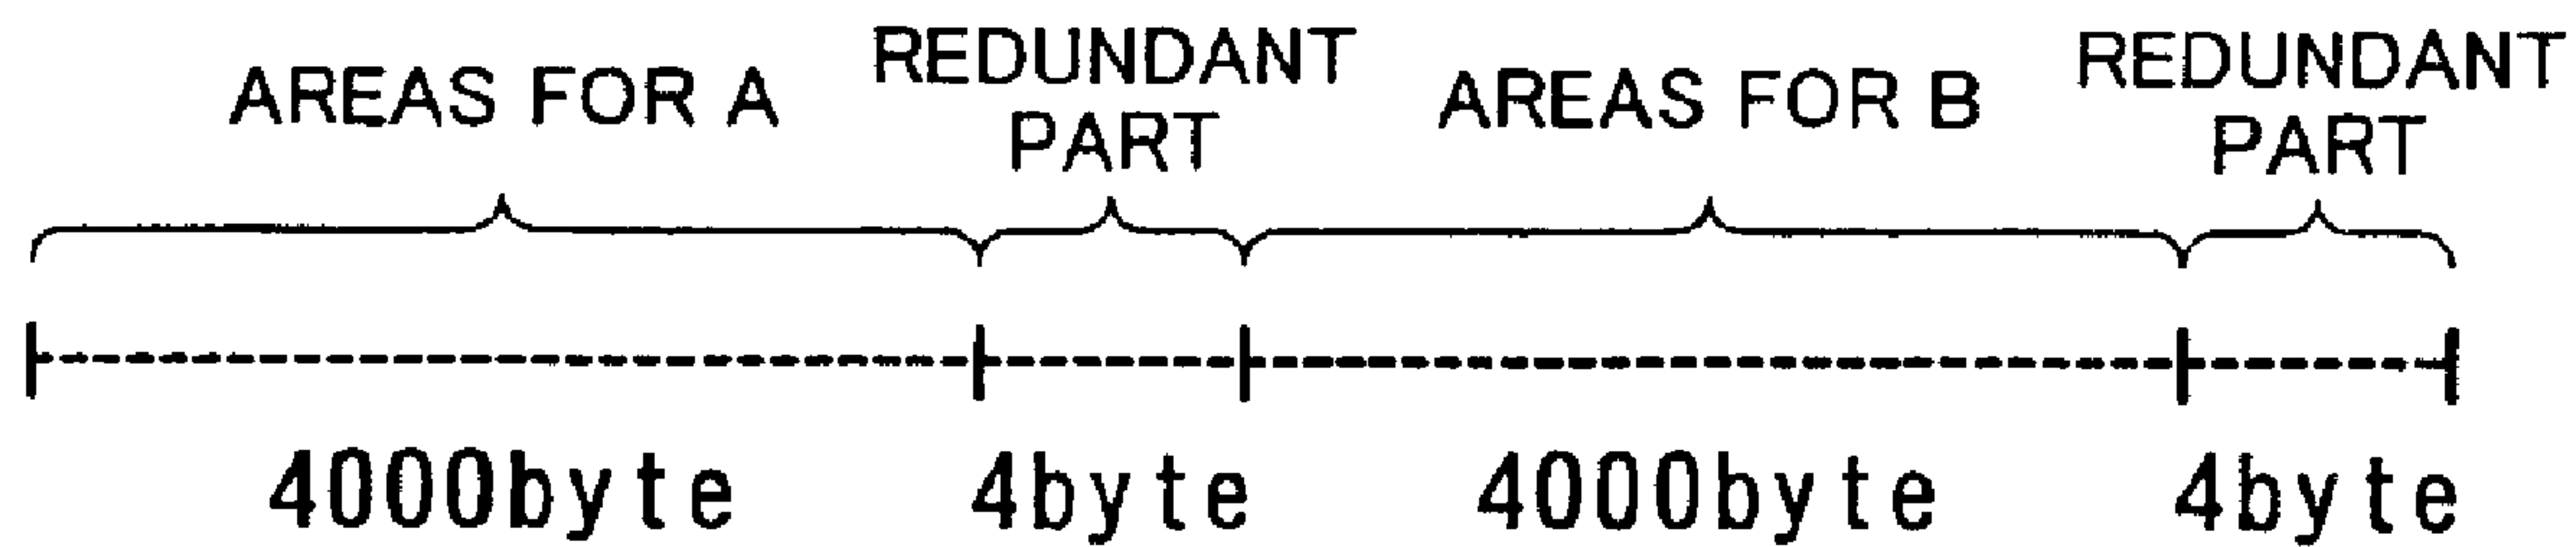 AREAS FOR A
REDUNDANT
PART
AREAS FOR B
REDUNDANT
PART
4000byte
4byte
4000byte
4byte